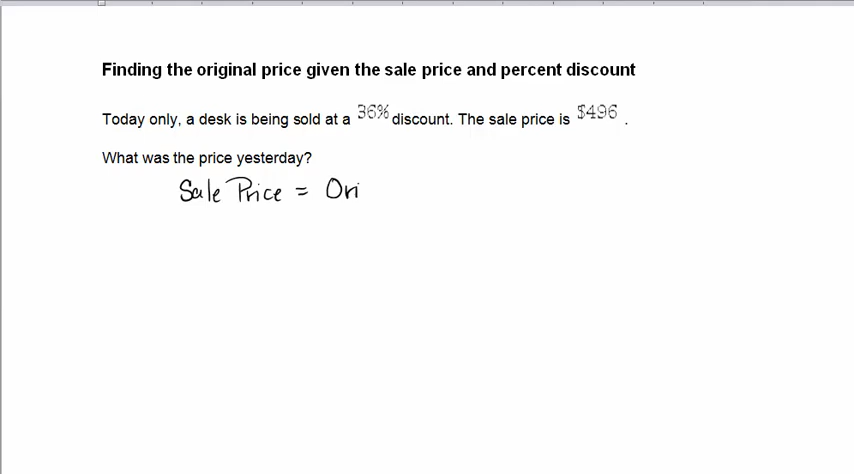 Finding the original price given the sale price and percent discount
Today only, a desk is being sold at a 36% discount. The sale price is $496 .
What was the price yesterday?
Sale Price = Ori